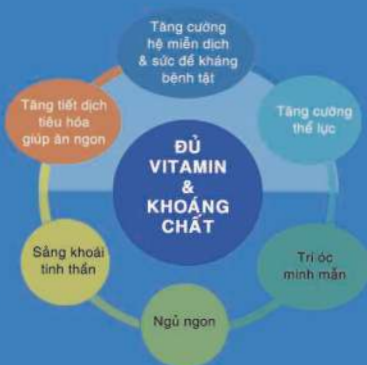 Tăng cường
hệ miễn dịch
& sức đề kháng
bệnh tật
Tăng tiết dịch
tiêu hóa
giúp ăn ngon
Tăng cường
thể lực
ĐỦ
VITAMIN
&
KHOÁNG
CHẤT
Sảng khoái
tinh thần
Trí óc
minh mẫn
Ngủ ngon